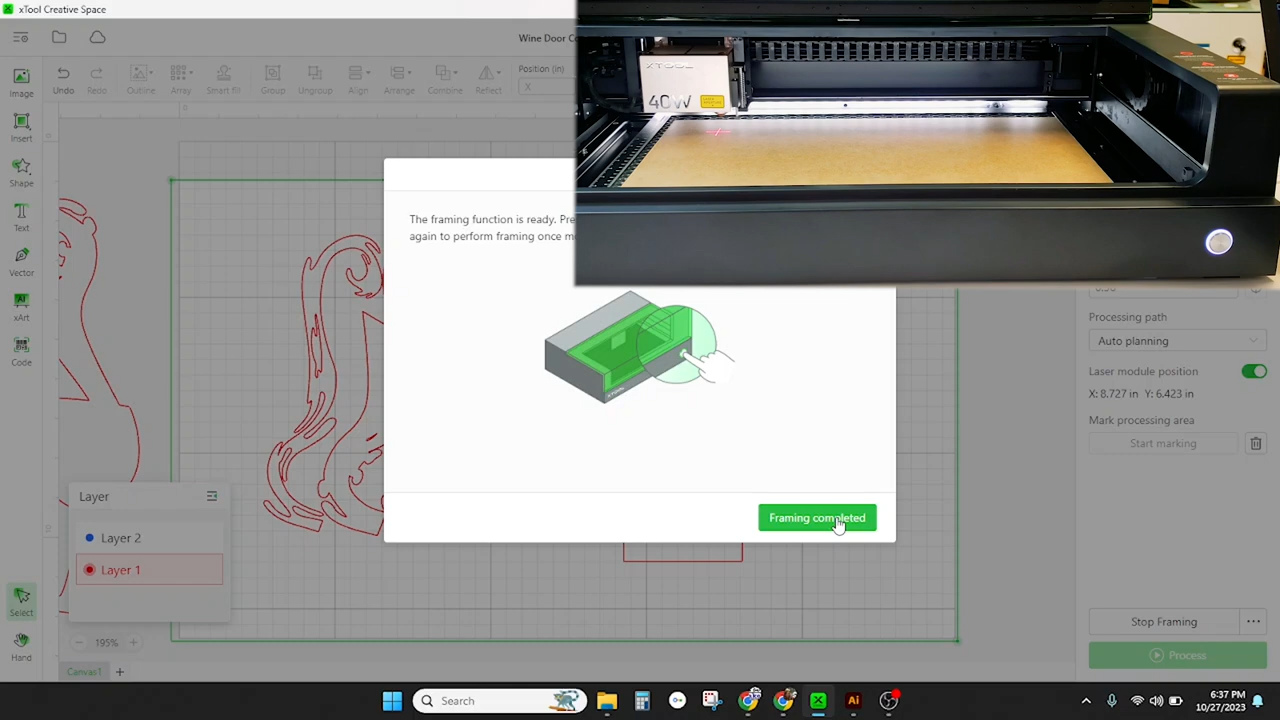 xTool Creative Space
Wine Door Co
Image
Undo
Redo
Outline
Array
Smart fill
Group
Ungroup
Align
Arrange
Combine
Reflect
Position (in)
X
0
Insert
Shape
Text
Vector
xArt
Code
Select
Hand
XTOOL
40W
The framing function is ready. Pre
again to perform framing once m
XTOOL
Framing completed
Processing path
Auto planning
Laser module position
X: 8.727 in Y: 6.423 in
Mark processing area
Start marking
Layer
Layer 2
Layer 1
195%
Canvas1
Stop Framing
Process
Search
6:37 PM
10/27/2023